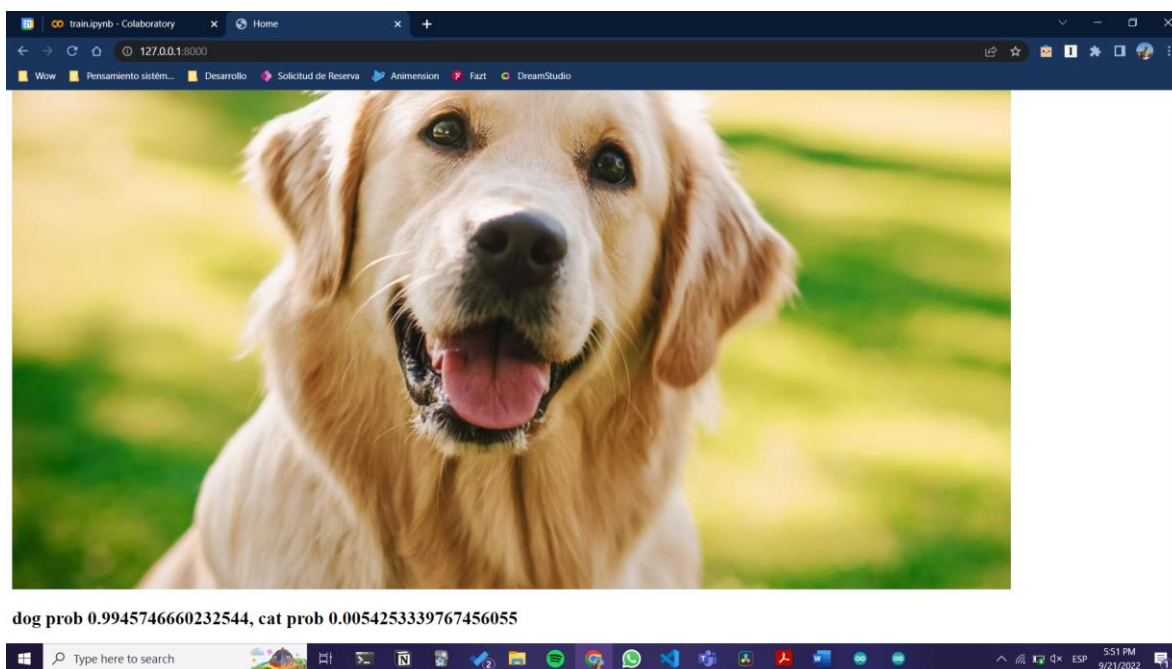 train.ipynb - Colaboratory
Home
127.0.0.1:8000
Wow Pensamiento sistém... Desarrollo Solicitud de Reserva Animension Fazt DreamStudio
dog prob 0.9945746660232544, cat prob 0.0054253339767456055
Type here to search
ESP
5:51 PM
9/21/2022